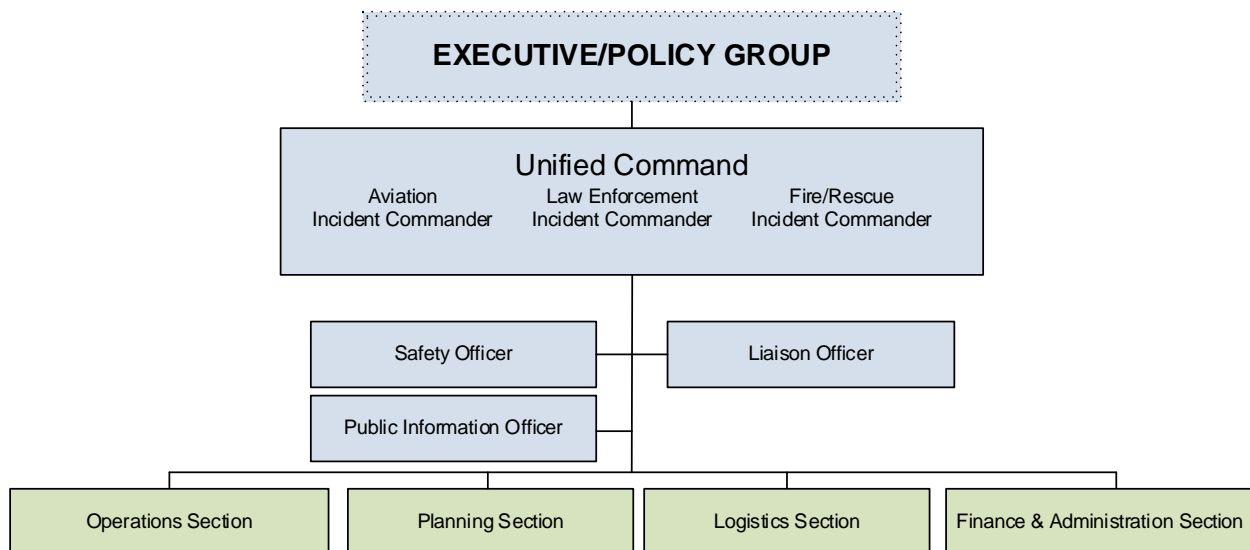 EXECUTIVE/POLICY GROUP
Unified Command
Aviation
Incident Commander
Law Enforcement
Incident Commander
Fire/Rescue
Incident Commander
Safety Officer
Liaison Officer
Public Information Officer
Operations Section
Planning Section
Logistics Section
Finance & Administration Section